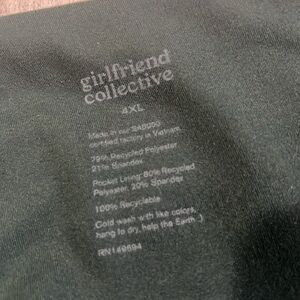 girlfriend
collective
4XL
Made in our SA8000
certified factory in Vietnam
79% Recycled Polyester
21% Spandex
Pocket Lining: 80% Recycled
Polyester, 20% Spandex
100% Recyclable
Cold wash with like colors,
hang to dry, help the Earth :)
RN149694